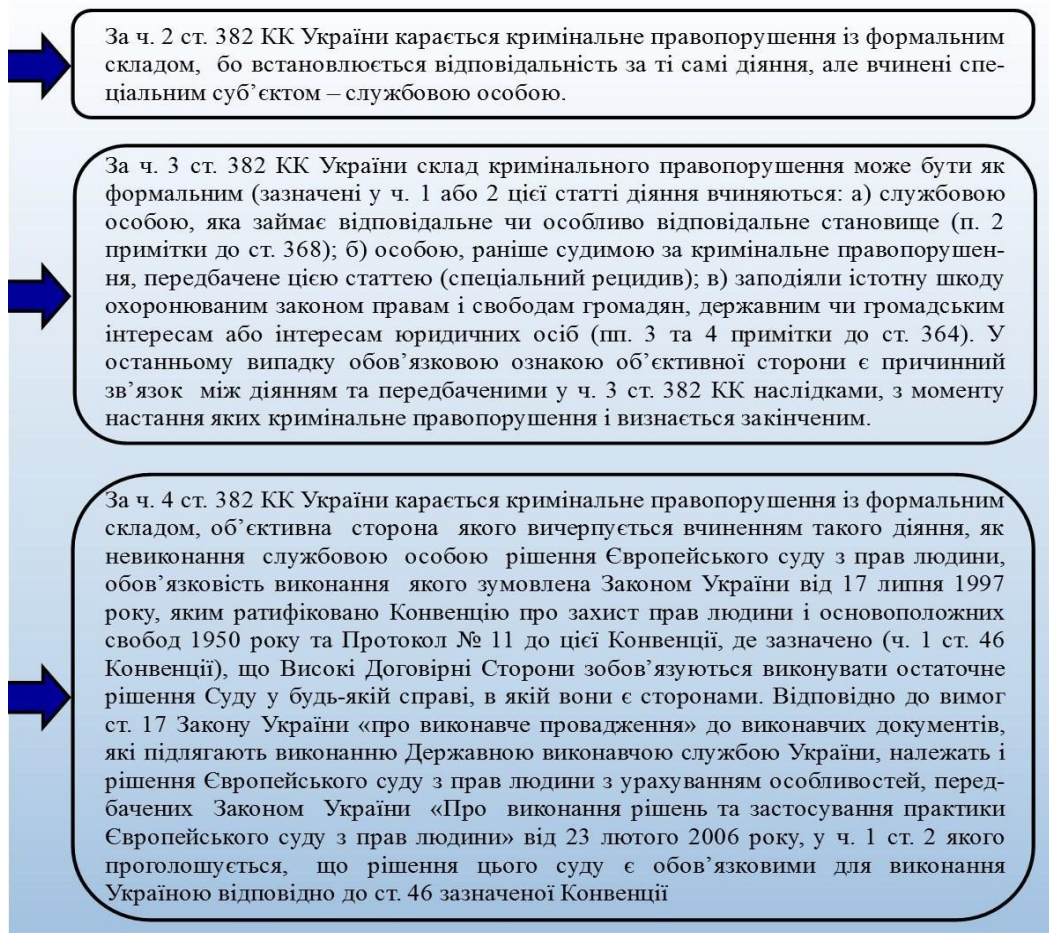 За ч. 2 ст. 382 КК України карається кримінальне правопорушення із формальним
складом, бо встановлюється відповідальність за ті самі діяння, але вчинені спе-
ціальним суб’єктом – службовою особою.
За ч. 3 ст. 382 КК України склад кримінального правопорушення може бути як
формальним (зазначені у ч. 1 або 2 цієї статті діяння вчиняються: а) службовою
особою, яка займає відповідальне чи особливо відповідальне становище (п. 2
примітки до ст. 368); б) особою, раніше судимою за кримінальне правопорушен-
ня, передбачене цією статтею (спеціальний рецидив); в) заподіяли істотну шкоду
охоронюваним законом правам і свободам громадян, державним чи громадським
інтересам або інтересам юридичних осіб (пп. 3 та 4 примітки до ст. 364). У
останньому випадку обов’язковою ознакою об’єктивної сторони є причинний
зв’язок між діянням та передбаченими у ч. 3 ст. 382 КК наслідками, з моменту
настання яких кримінальне правопорушення і визнається закінченим.
За ч. 4 ст. 382 КК України карається кримінальне правопорушення із формальним
складом, об’єктивна сторона якого вичерпується вчиненням такого діяння, як
невиконання службовою особою рішення Європейського суду з прав людини,
обов’язковість виконання якого зумовлена Законом України від 17 липня 1997
року, яким ратифіковано Конвенцію про захист прав людини і основоположних
свобод 1950 року та Протокол № 11 до цієї Конвенції, де зазначено (ч. 1 ст. 46
Конвенції), що Високі Договірні Сторони зобов’язуються виконувати остаточне
рішення Суду у будь-якій справі, в якій вони є сторонами. Відповідно до вимог
ст. 17 Закону України «про виконавче провадження» до виконавчих документів,
які підлягають виконанню Державною виконавчою службою України, належать і
рішення Європейського суду з прав людини з урахуванням особливостей, перед-
бачених Законом України «Про виконання рішень та застосування практики
Європейського суду з прав людини» від 23 лютого 2006 року, у ч. 1 ст. 2 якого
проголошується, що рішення цього суду є обов’язковими для виконання
Україною відповідно до ст. 46 зазначеної Конвенції